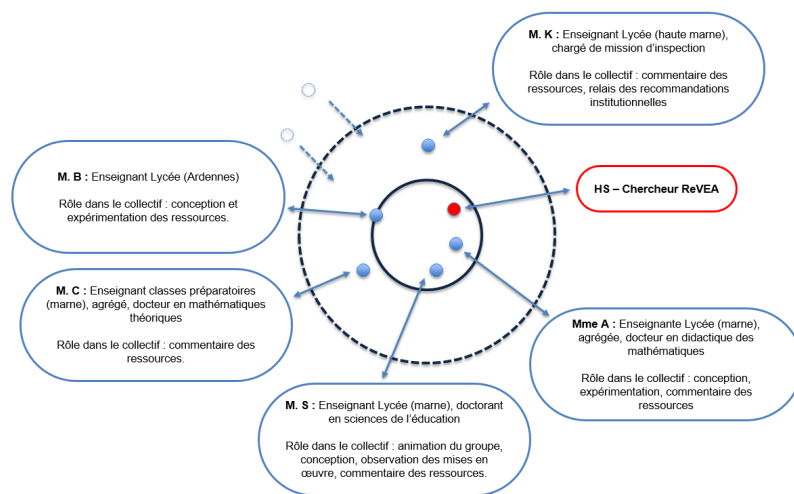 M. K : Enseignant Lycée (haute marne),
chargé de mission d'inspection
Rôle dans le collectif : commentaire des
ressources, relais des recommandations
institutionnelles
M. B : Enseignant Lycée (Ardennes)
Rôle dans le collectif : conception et
expérimentation des ressources.
HS – Chercheur ReVEA
M. C : Enseignant classes préparatoires
(marne), agrégé, docteur en mathématiques
théoriques
Rôle dans le collectif : commentaire des
ressources.
Mme A : Enseignante Lycée (marne),
agrégée, docteur en didactique des
mathématiques
Rôle dans le collectif : conception,
expérimentation, commentaire des
ressources
M. S : Enseignant Lycée (marne), doctorant
en sciences de l'éducation
Rôle dans le collectif : animation du groupe,
conception, observation des mises en
œuvre, commentaire des ressources.